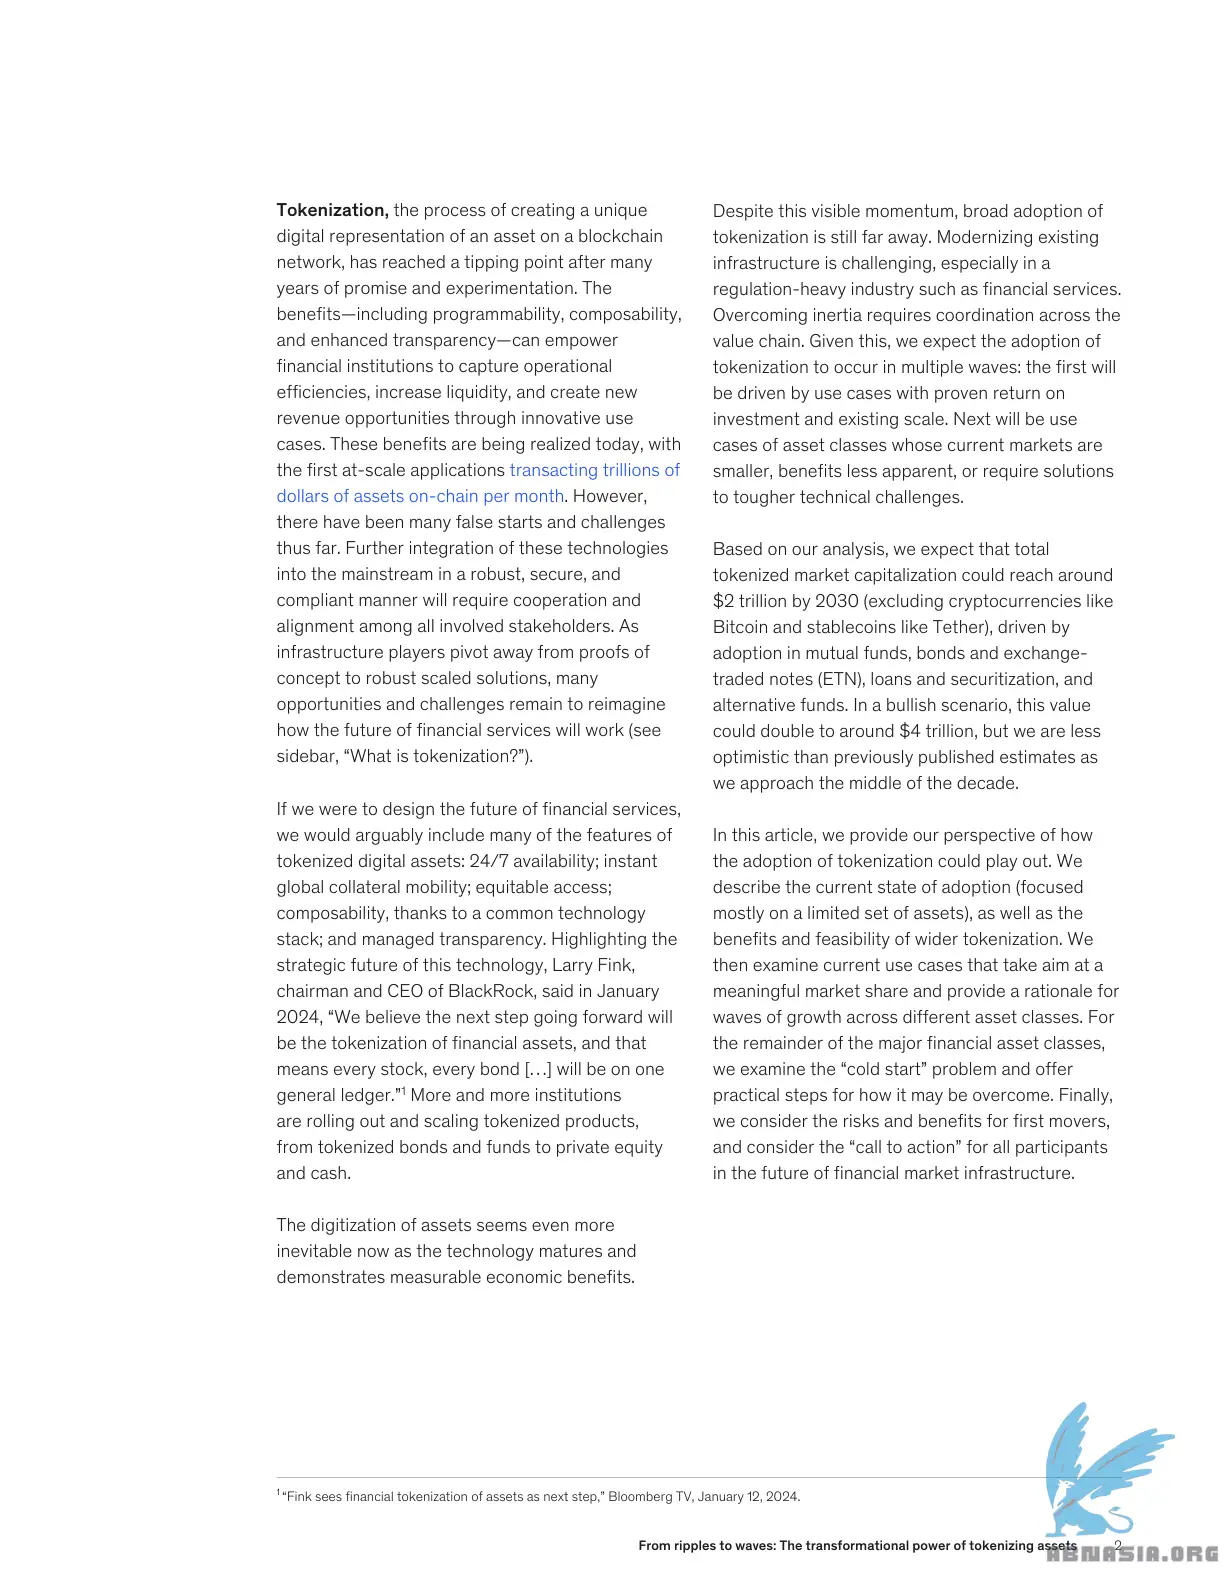 Tokenization, the process of creating a unique
digital representation of an asset on a blockchain
network, has reached a tipping point after many
years of promise and experimentation. The
benefits—including programmability, composability,
and enhanced transparency—can empower
financial institutions to capture operational
efficiencies, increase liquidity, and create new
revenue opportunities through innovative use
cases. These benefits are being realized today, with
the first at-scale applications transacting trillions of
dollars of assets on-chain per month. However,
there have been many false starts and challenges
thus far. Further integration of these technologies
into the mainstream in a robust, secure, and
compliant manner will require cooperation and
alignment among all involved stakeholders. As
infrastructure players pivot away from proofs of
concept to robust scaled solutions, many
opportunities and challenges remain to reimagine
how the future of financial services will work (see
sidebar, “What is tokenization?”).
If we were to design the future of financial services,
we would arguably include many of the features of
tokenized digital assets: 24/7 availability; instant
global collateral mobility; equitable access;
composability, thanks to a common technology
stack; and managed transparency. Highlighting the
strategic future of this technology, Larry Fink,
chairman and CEO of BlackRock, said in January
2024, “We believe the next step going forward will
be the tokenization of financial assets, and that
means every stock, every bond […] will be on one
general ledger.”1 More and more institutions
are rolling out and scaling tokenized products,
from tokenized bonds and funds to private equity
and cash.
The digitization of assets seems even more
inevitable now as the technology matures and
demonstrates measurable economic benefits.
Despite this visible momentum, broad adoption of
tokenization is still far away. Modernizing existing
infrastructure is challenging, especially in a
regulation-heavy industry such as financial services.
Overcoming inertia requires coordination across the
value chain. Given this, we expect the adoption of
tokenization to occur in multiple waves: the first will
be driven by use cases with proven return on
investment and existing scale. Next will be use
cases of asset classes whose current markets are
smaller, benefits less apparent, or require solutions
to tougher technical challenges.
Based on our analysis, we expect that total
tokenized market capitalization could reach around
$2 trillion by 2030 (excluding cryptocurrencies like
Bitcoin and stablecoins like Tether), driven by
adoption in mutual funds, bonds and exchange-
traded notes (ETN), loans and securitization, and
alternative funds. In a bullish scenario, this value
could double to around $4 trillion, but we are less
optimistic than previously published estimates as
we approach the middle of the decade.
In this article, we provide our perspective of how
the adoption of tokenization could play out. We
describe the current state of adoption (focused
mostly on a limited set of assets), as well as the
benefits and feasibility of wider tokenization. We
then examine current use cases that take aim at a
meaningful market share and provide a rationale for
waves of growth across different asset classes. For
the remainder of the major financial asset classes,
we examine the “cold start” problem and offer
practical steps for how it may be overcome. Finally,
we consider the risks and benefits for first movers,
and consider the “call to action” for all participants
in the future of financial market infrastructure.
1 “Fink sees financial tokenization of assets as next step,” Bloomberg TV, January 12, 2024.
From ripples to waves: The transformational power of tokenizing assets 2
ABNASIA.ORG